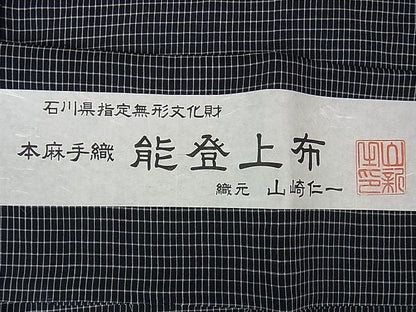 石川県指定無形文化財
本麻手織 能登上布
織元 山崎仁一